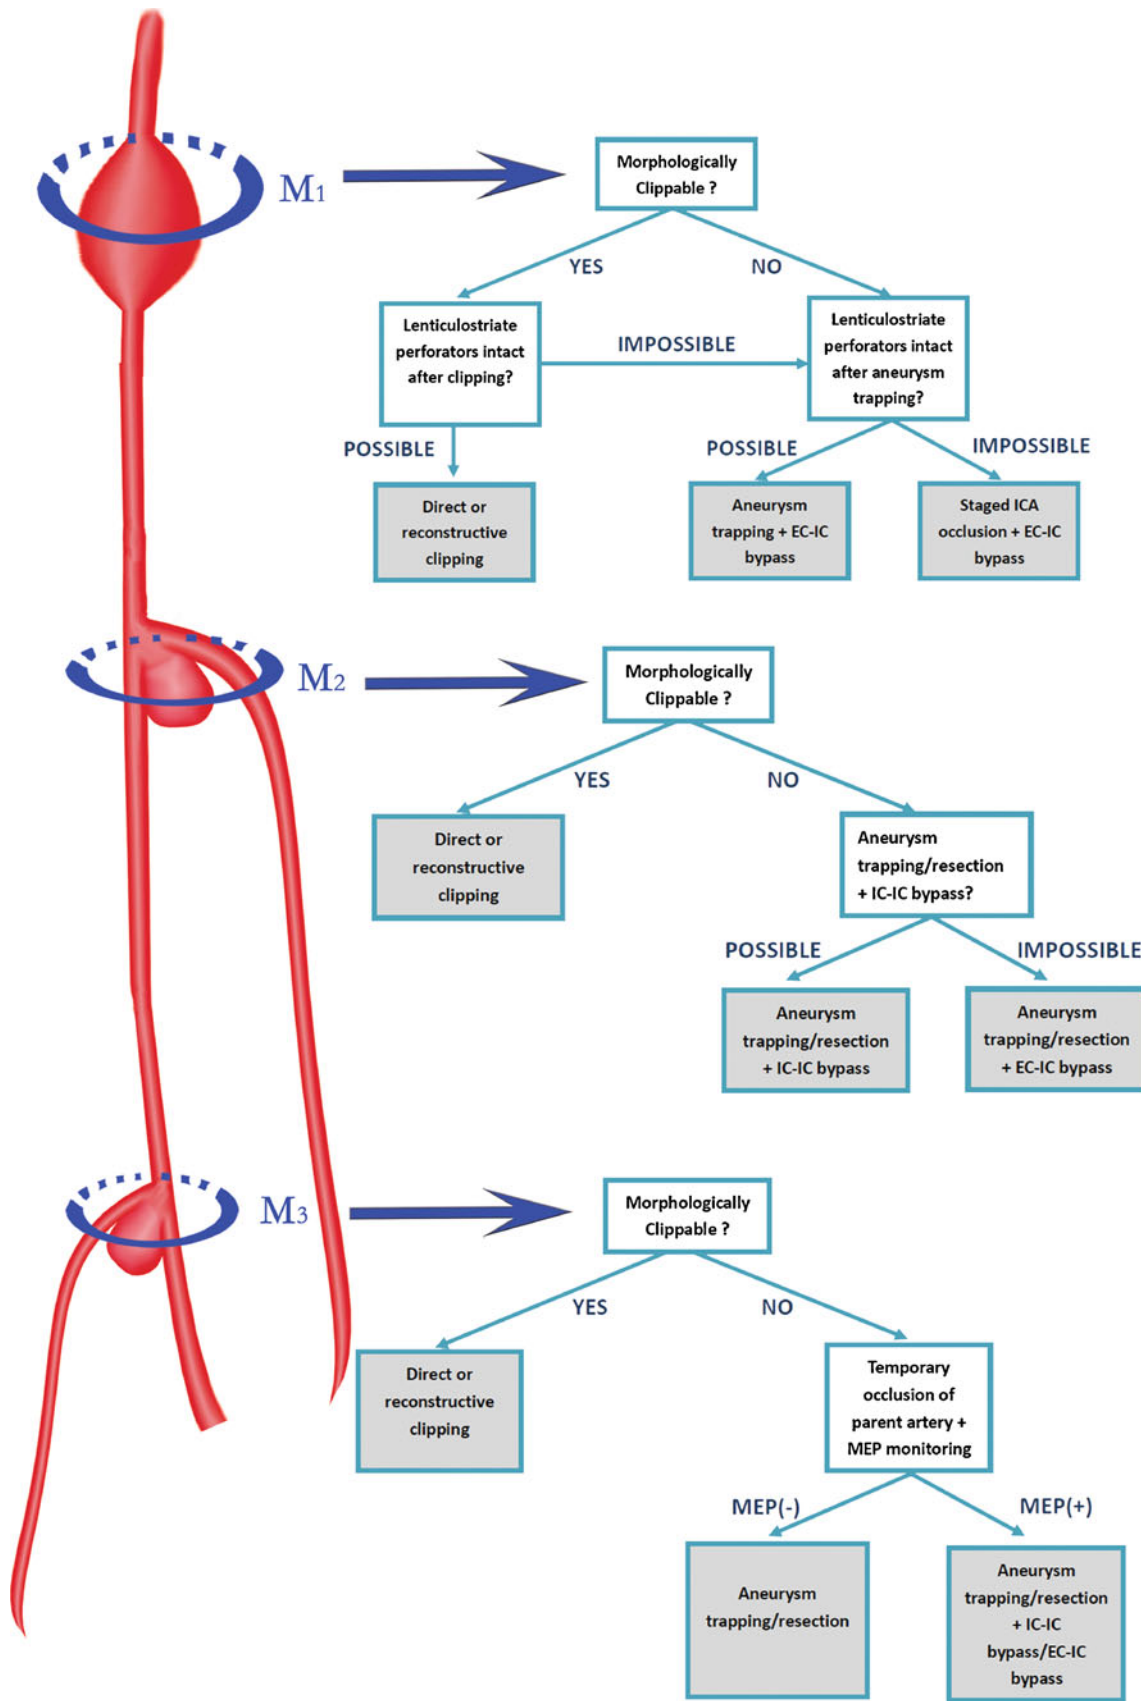 M1
Morphologically
Clippable ?
YES
NO
Lenticulostriate
perforators intact
after clipping?
IMPOSSIBLE
Lenticulostriate
perforators intact
after aneurysm
trapping?
POSSIBLE
POSSIBLE
IMPOSSIBLE
Direct or
reconstructive
clipping
Aneurysm
trapping + EC-IC
bypass
Staged ICA
occlusion + EC-IC
bypass
M2
Morphologically
Clippable ?
YES
NO
Direct or
reconstructive
clipping
Aneurysm
trapping/resection
+ IC-IC bypass?
POSSIBLE
IMPOSSIBLE
Aneurysm
trapping/resection
+ IC-IC bypass
Aneurysm
trapping/resection
+ EC-IC bypass
M3
Morphologically
Clippable ?
YES
NO
Direct or
reconstructive
clipping
Temporary
occlusion of
parent artery +
MEP monitoring
MEP(-)
MEP(+)
Aneurysm
trapping/resection
Aneurysm
trapping/resection
+ IC-IC
bypass/EC-IC
bypass